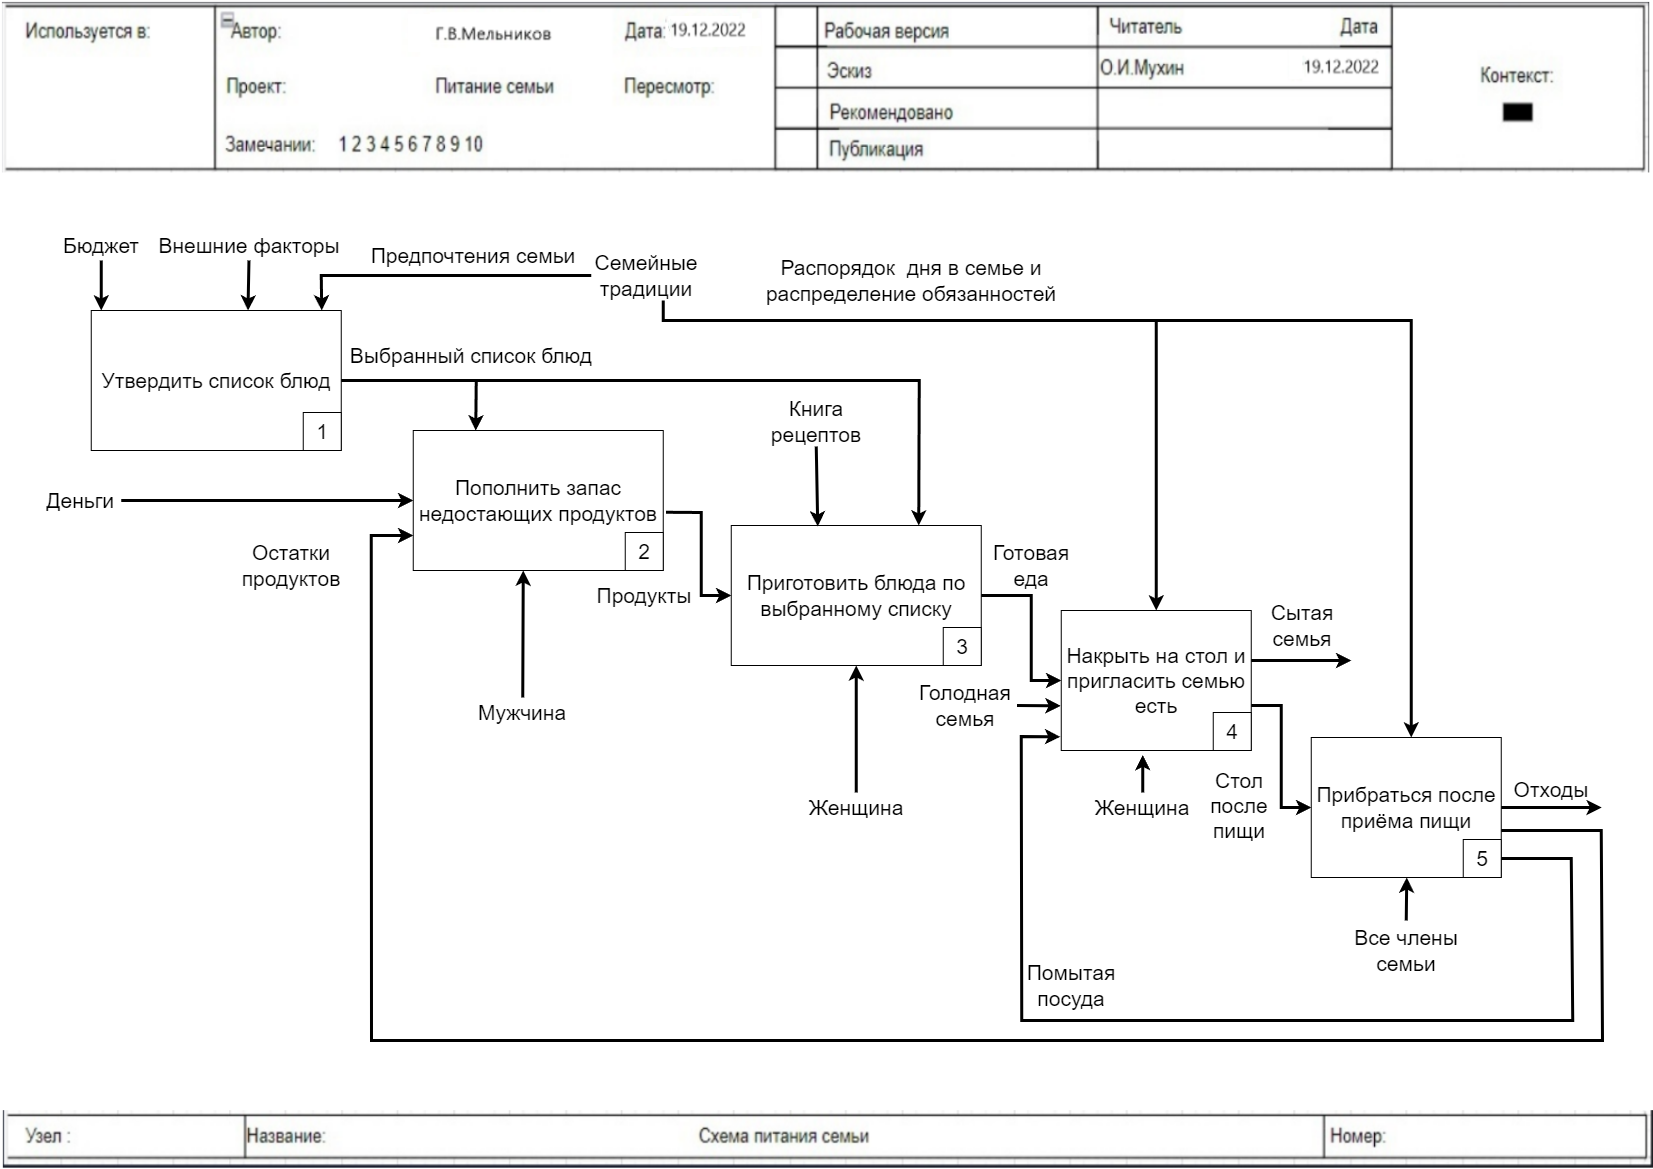 Используется в:
Автор:
Г.В.Мельников
Дата: 19.12.2022
Рабочая версия
Читатель
Дата
Эскиз
О.И.Мухин
19.12.2022
Контекст:
Проект:
Питание семьи
Пересмотр:
Рекомендовано
Замечании:
1 2 3 4 5 6 7 8 9 10
Публикация
Бюджет
Внешние факторы
Предпочтения семьи
Семейные
традиции
Распорядок дня в семье и
распределение обязанностей
Выбранный список блюд
Утвердить список блюд
1
Книга
рецептов
Деньги
Пополнить запас
недостающих продуктов
2
Остатки
продуктов
Продукты
Приготовить блюда по
выбранному списку
3
Готовая
еда
Сытая
семья
Накрыть на стол и
пригласить семью
есть
4
Голодная
семья
Мужчина
Женщина
Женщина
Стол
после
пищи
Прибраться после
приёма пищи
5
Отходы
Все члены
семьи
Помытая
посуда
Узел :
Название:
Схема питания семьи
Номер: